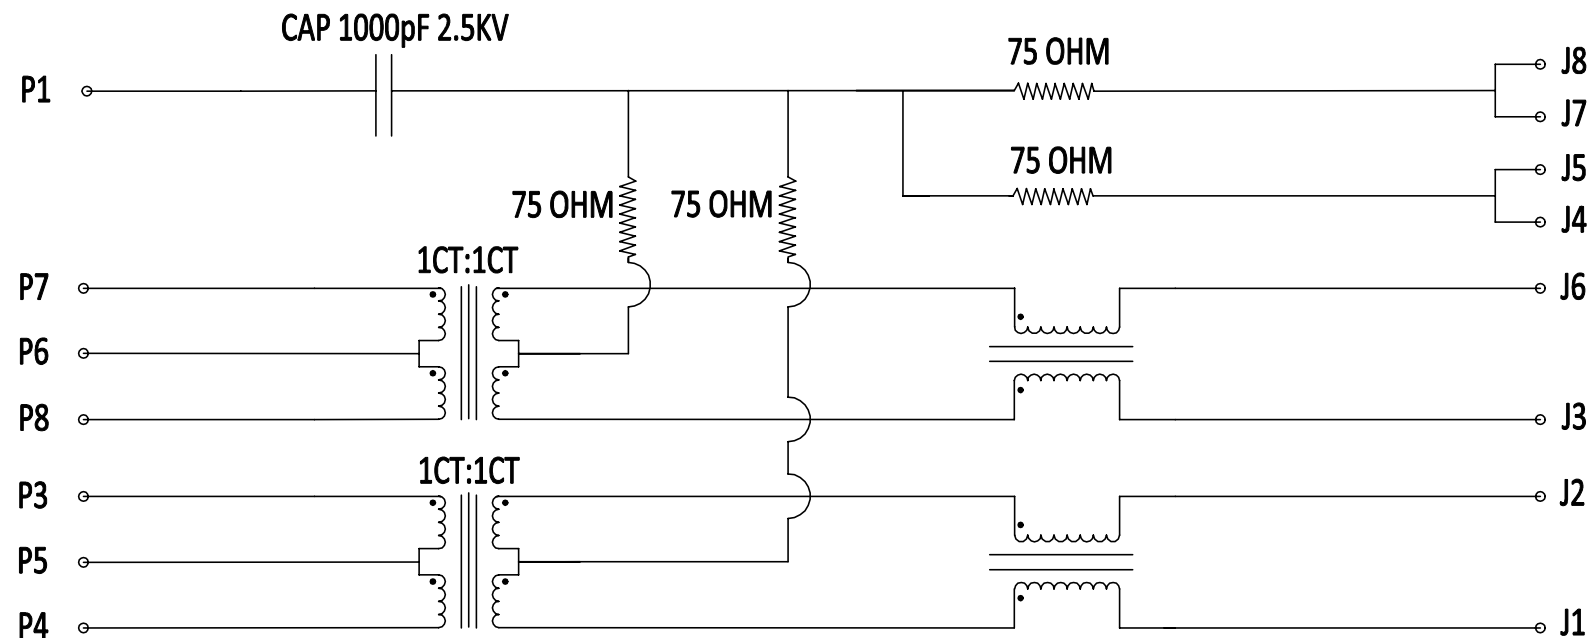 CAP 1000pF 2.5KV
P1
75 OHM
J8
J7
75 OHM
J5
J4
75 OHM
75 OHM
1CT:1CT
P7
J6
P6
P8
J3
1CT:1CT
P3
J2
P5
P4
J1